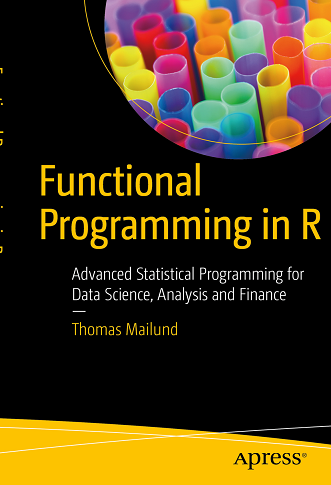 Functional
Programming in R
Advanced Statistical Programming for
Data Science, Analysis and Finance
—
Thomas Mailund
Apress®